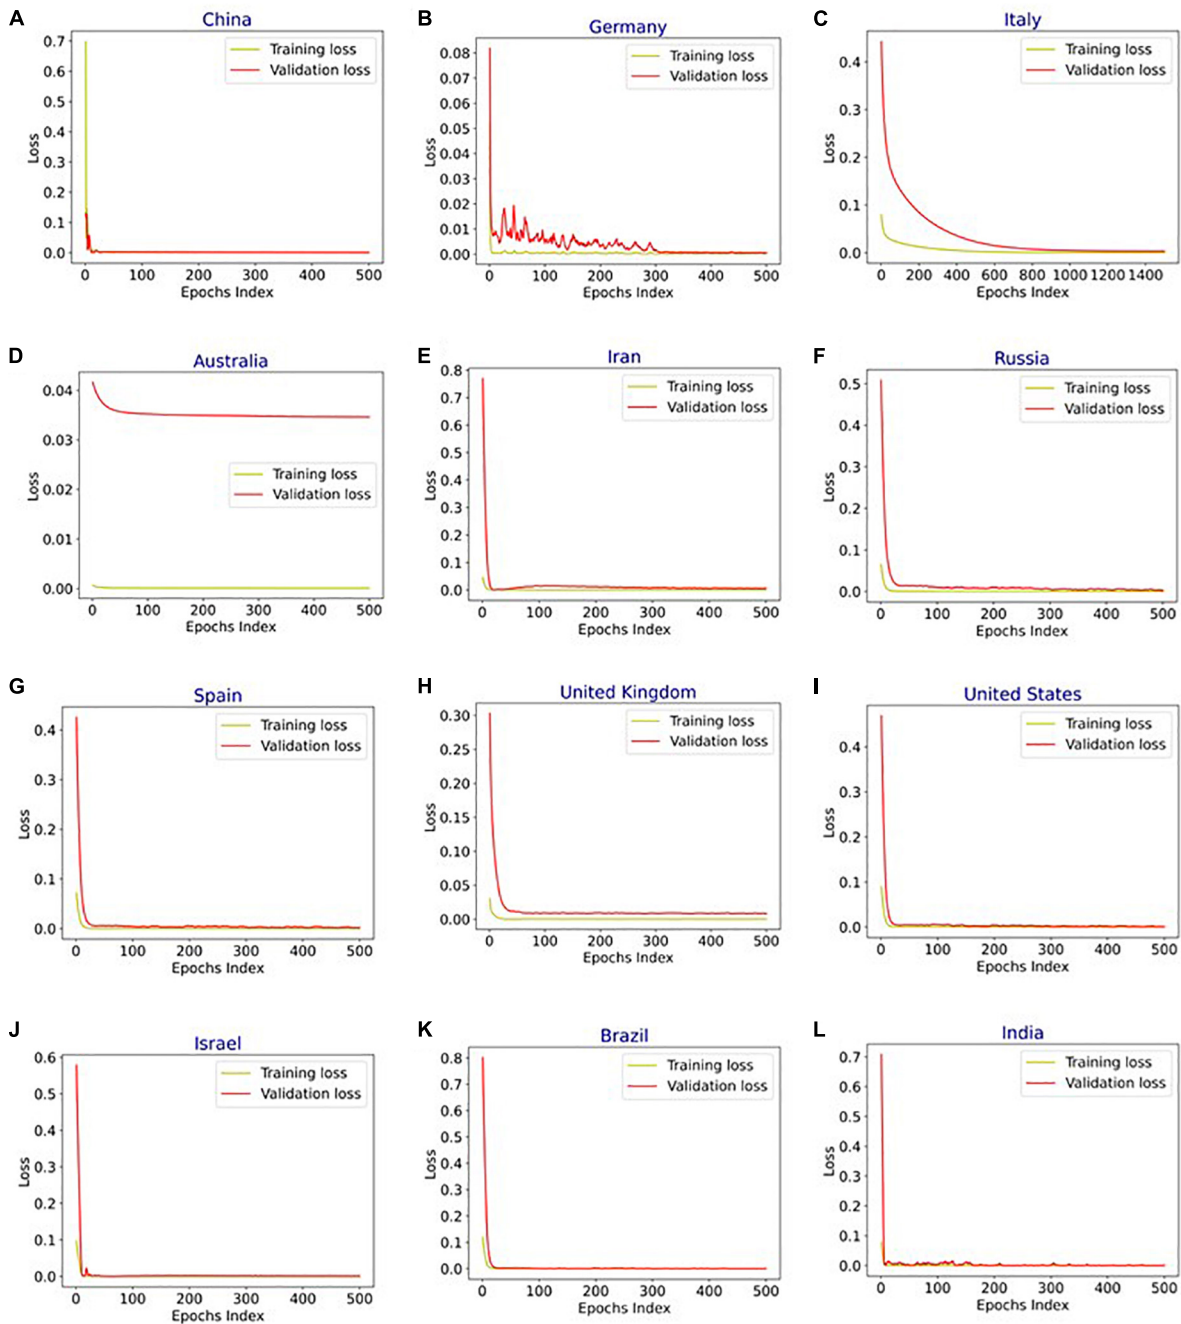 A
China
0.7
0.6
0.5
0.4
0.3
0.2
0.1
0.0
Loss
Training loss
Validation loss
0 100 200 300 400 500
Epochs Index
B
Germany
0.08
0.07
0.06
0.05
0.04
0.03
0.02
0.01
0.00
Loss
Training loss
Validation loss
0 100 200 300 400 500
Epochs Index
C
Italy
0.4
0.3
0.2
0.1
0.0
Loss
Training loss
Validation loss
0 200 400 600 800 1000 1200 1400
Epochs Index
D
Australia
0.04
0.03
0.02
0.01
0.00
Loss
Training loss
Validation loss
0 100 200 300 400 500
Epochs Index
E
Iran
0.8
0.7
0.6
0.5
0.4
0.3
0.2
0.1
0.0
Loss
Training loss
Validation loss
0 100 200 300 400 500
Epochs Index
F
Russia
0.5
0.4
0.3
0.2
0.1
0.0
Loss
Training loss
Validation loss
0 100 200 300 400 500
Epochs Index
G
Spain
0.4
0.3
0.2
0.1
0.0
Loss
Training loss
Validation loss
0 100 200 300 400 500
Epochs Index
H
United Kingdom
0.30
0.25
0.20
0.15
0.10
0.05
0.00
Loss
Training loss
Validation loss
0 100 200 300 400 500
Epochs Index
I
United States
0.4
0.3
0.2
0.1
0.0
Loss
Training loss
Validation loss
0 100 200 300 400 500
Epochs Index
J
Israel
0.6
0.5
0.4
0.3
0.2
0.1
0.0
Loss
Training loss
Validation loss
0 100 200 300 400 500
Epochs Index
K
Brazil
0.8
0.7
0.6
0.5
0.4
0.3
0.2
0.1
0.0
Loss
Training loss
Validation loss
0 100 200 300 400 500
Epochs Index
L
India
0.7
0.6
0.5
0.4
0.3
0.2
0.1
0.0
Loss
Training loss
Validation loss
0 100 200 300 400 500
Epochs Index